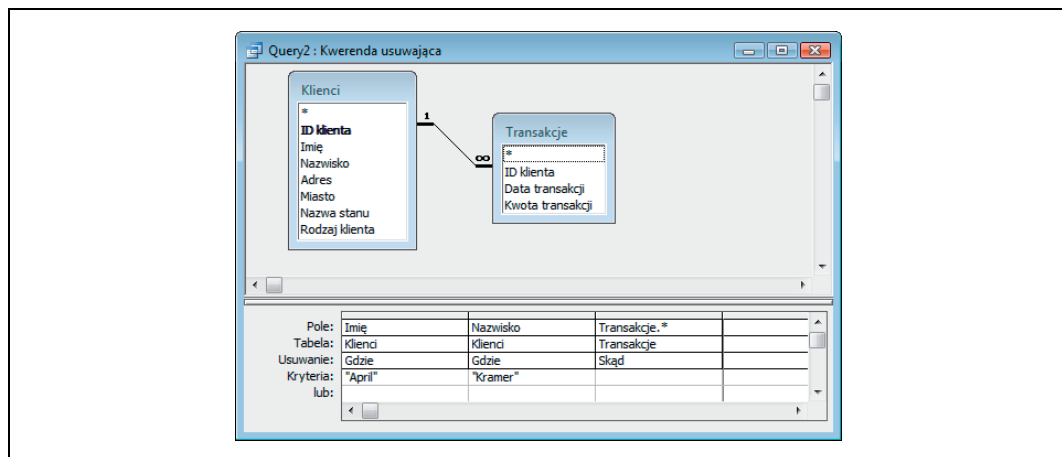 Query2 : Kwerenda usuwająca
Klienci
*
ID klienta
Imię
Nazwisko
Adres
Miasto
Nazwa stanu
Rodzaj klienta
1
∞
Transakcje
*
ID klienta
Data transakcji
Kwota transakcji
Pole: Imię Nazwisko Transakcje.*
Tabela: Klienci Klienci Transakcje
Usuwanie: Gdzie Gdzie Skąd
Kryteria: "April" "Kramer"
lub: